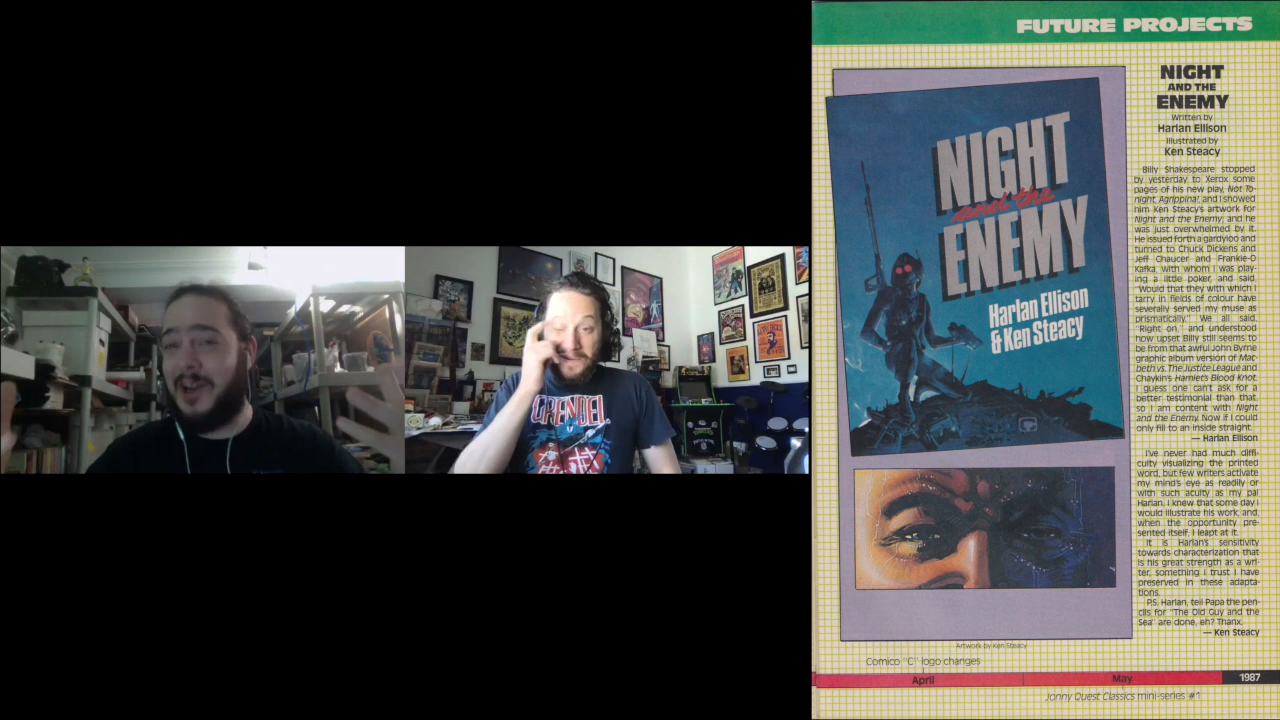 FUTURE PROJECTS
NIGHT
and the
ENEMY
Harlan Ellison
& Ken Steacy
GRENDEL
NIGHT
AND THE
ENEMY
Written by
Harlan Ellison
Illustrated by
Ken Steacy
Billy Shakespeare stopped
by yesterday to Xerox some
pages of his new play, Not To-
night, Agrippina!, and I showed
him Ken Steacy's artwork for
Night and the Enemy, and he
was just overwhelmed by it.
He issued forth a gardyloo and
turned to Chuck Dickens and
Jeff Chaucer and Frankie-O
Kafka, with whom I was play-
ing a little poker, and said,
"Would that they with which I
tarry in fields of colour have
severally served my muse as
prismatically." We all said,
"Right on," and understood
how upset Billy still seems to
be from that awful John Byrne
graphic album version of Mac-
beth vs. The Justice League and
Chaykin's Hamlet's Blood Knot.
I guess one can't ask for a
better testimonial than that,
so I am content with Night
and the Enemy. Now if I could
only fill to an inside straight.
— Harlan Ellison
I've never had much diffi-
culty visualizing the printed
word, but few writers activate
my mind's eye as readily or
with such acuity as my pal
Harlan. I knew that some day I
would illustrate his work, and,
when the opportunity pre-
sented itself, I leapt at it.
It is Harlan's sensitivity
towards characterization that
is his great strength as a wri-
ter, something I trust I have
preserved in these adapta-
tions.
P.S. Harlan, tell Papa the pen-
cils for "The Old Guy and the
Sea" are done, eh? Thanx.
— Ken Steacy
Artwork by Ken Steacy
Comico "C" logo changes
April May 1987
Jonny Quest Classics mini-series #1